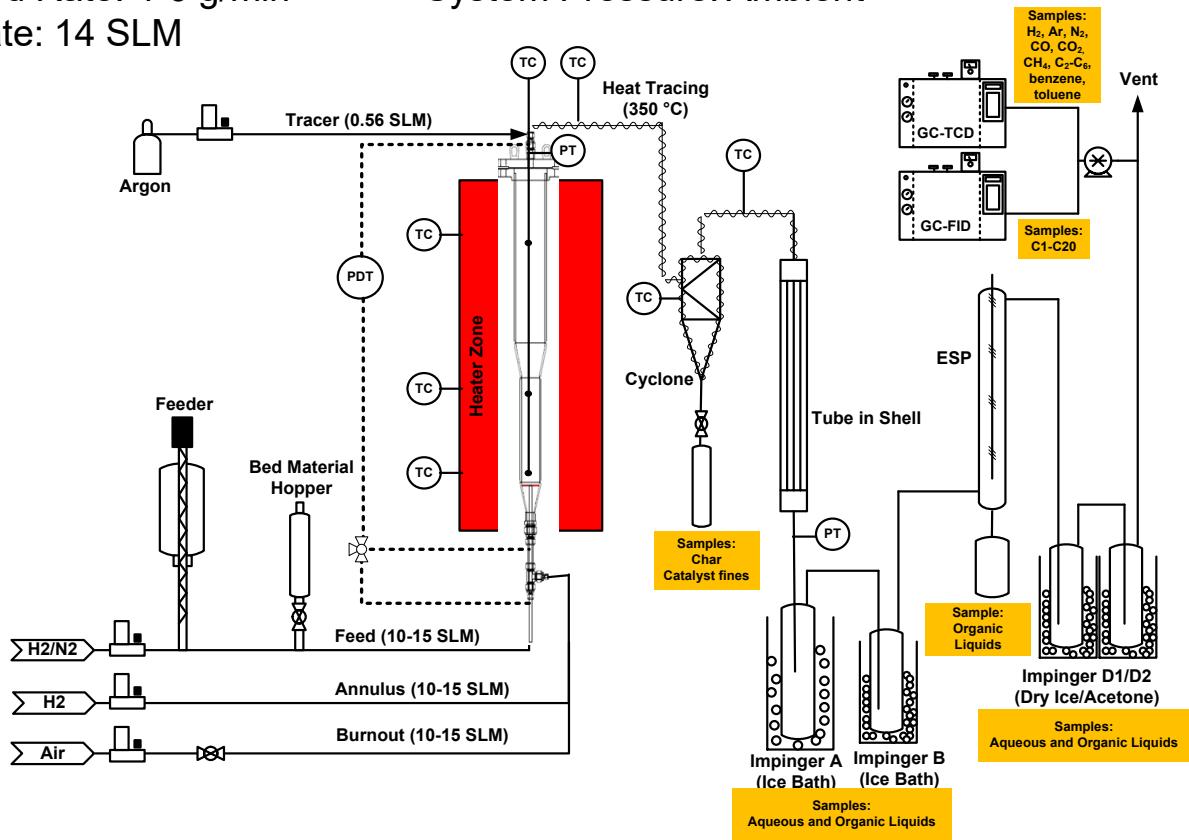 Rate: g/min
System Pressure: Ambient
ate: 14 SLM
Samples:
H2, Ar, N2,
CO, CO2,
CH4, C2-C6,
benzene,
toluene
Vent
TC
TC
Heat Tracing
(350 °C)
Tracer (0.56 SLM)
Argon
PT
GC-TCD
GC-FID
Samples:
C1-C20
TC
TC
PDT
TC
Heater Zone
Cyclone
ESP
TC
Tube in Shell
Feeder
Bed Material
Hopper
TC
PT
Samples:
Char
Catalyst fines
Sample:
Organic
Liquids
H2/N2
Feed (10-15 SLM)
H2
Annulus (10-15 SLM)
Air
Burnout (10-15 SLM)
Impinger D1/D2
(Dry Ice/Acetone)
Samples:
Aqueous and Organic Liquids
Impinger A
(Ice Bath)
Impinger B
(Ice Bath)
Samples:
Aqueous and Organic Liquids